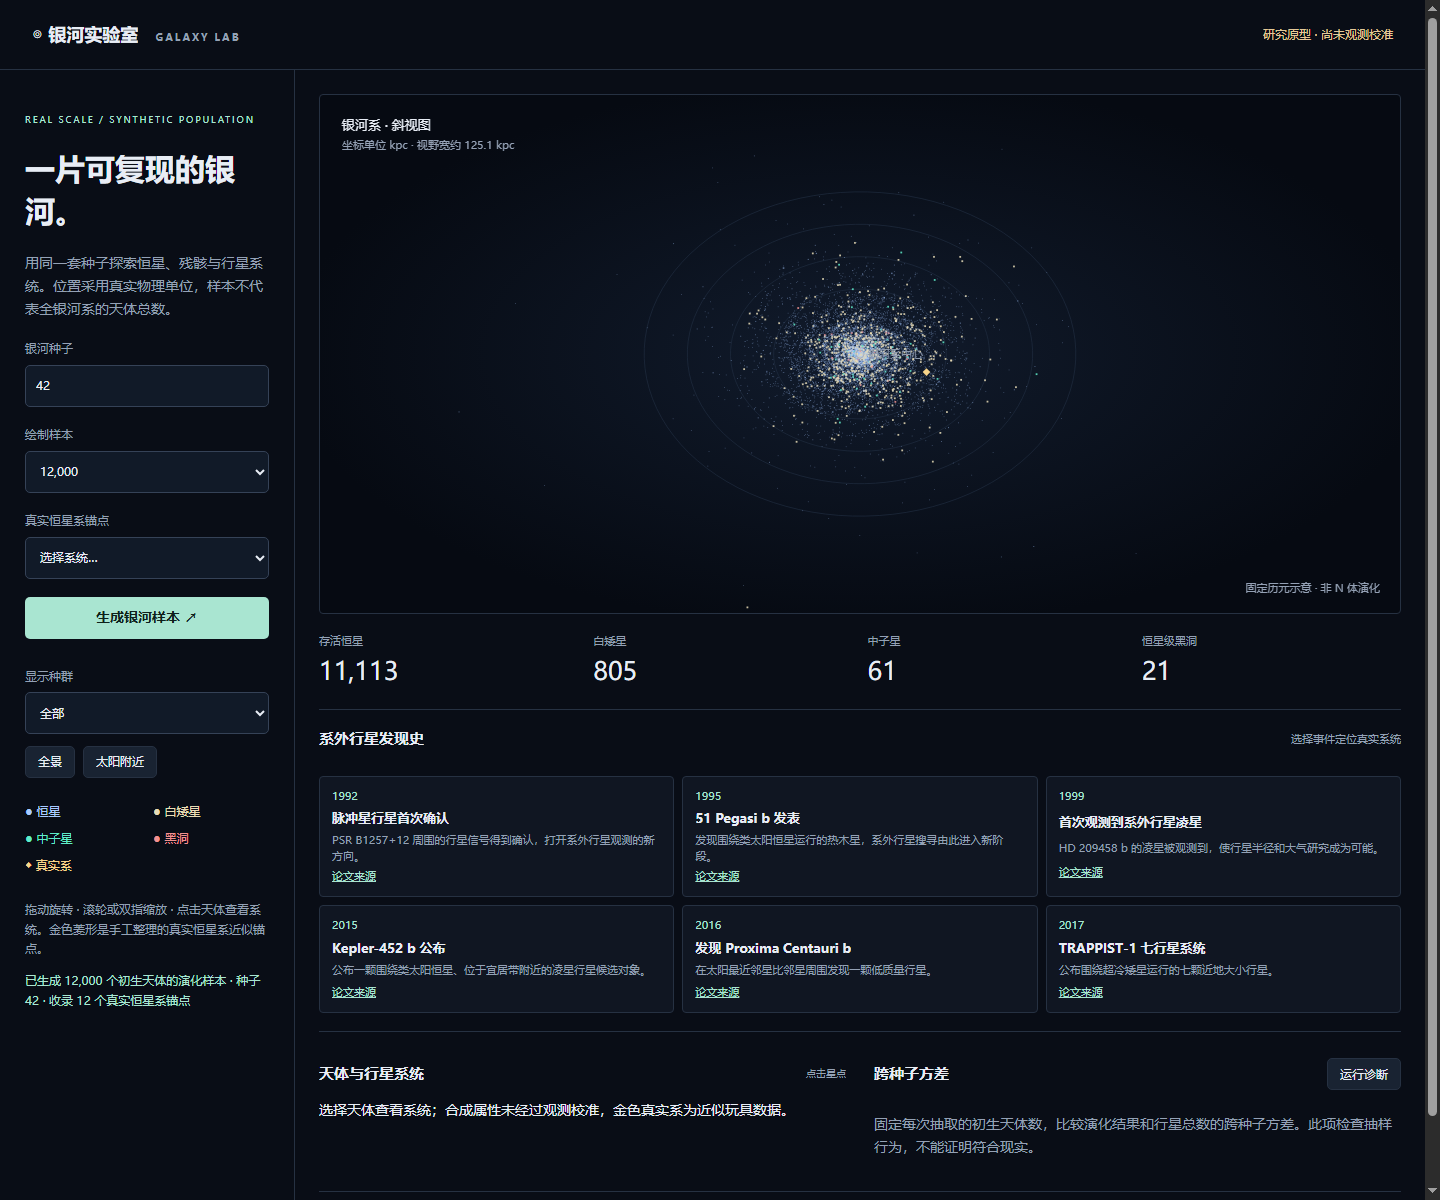 银河实验室 GALAXY LAB
研究原型 · 尚未观测校准
REAL SCALE / SYNTHETIC POPULATION
一片可复现的银
河。
用同一套种子探索恒星、残骸与行星系
统。位置采用真实物理单位，样本不代
表全银河系的天体总数。
银河种子
42
绘制样本
12,000
真实恒星系锚点
选择系统...
生成银河样本 ↗
显示种群
全部
全景
太阳附近
恒星
白矮星
中子星
黑洞
真实系
拖动旋转 · 滚轮或双指缩放 · 点击天体查看系
统。金色菱形是手工整理的真实恒星系近似锚
点。
已生成 12,000 个初生天体的演化样本 · 种子
42 · 收录 12 个真实恒星系锚点
银河系 · 斜视图
坐标单位 kpc · 视野宽约 125.1 kpc
固定历元示意 · 非 N 体演化
存活恒星
11,113
白矮星
805
中子星
61
恒星级黑洞
21
系外行星发现史
选择事件定位真实系统
1992
脉冲星行星首次确认
PSR B1257+12 周围的行星信号得到确认，打开系外行星观测的新
方向。
论文来源
1995
51 Pegasi b 发表
发现围绕类太阳恒星运行的热木星，系外行星搜寻由此进入新阶
段。
论文来源
1999
首次观测到系外行星凌星
HD 209458 b 的凌星被观测到，使行星半径和大气研究成为可能。
论文来源
2015
Kepler-452 b 公布
公布一颗围绕类太阳恒星、位于宜居带附近的凌星行星候选对象。
论文来源
2016
发现 Proxima Centauri b
在太阳最近邻星比邻星周围发现一颗低质量行星。
论文来源
2017
TRAPPIST-1 七行星系统
公布围绕超冷矮星运行的七颗近地大小行星。
论文来源
天体与行星系统
点击星点
选择天体查看系统；合成属性未经过观测校准，金色真实系为近似玩具数据。
跨种子方差
运行诊断
固定每次抽取的初生天体数，比较演化结果和行星总数的跨种子方差。此项检查抽样
行为，不能证明符合现实。